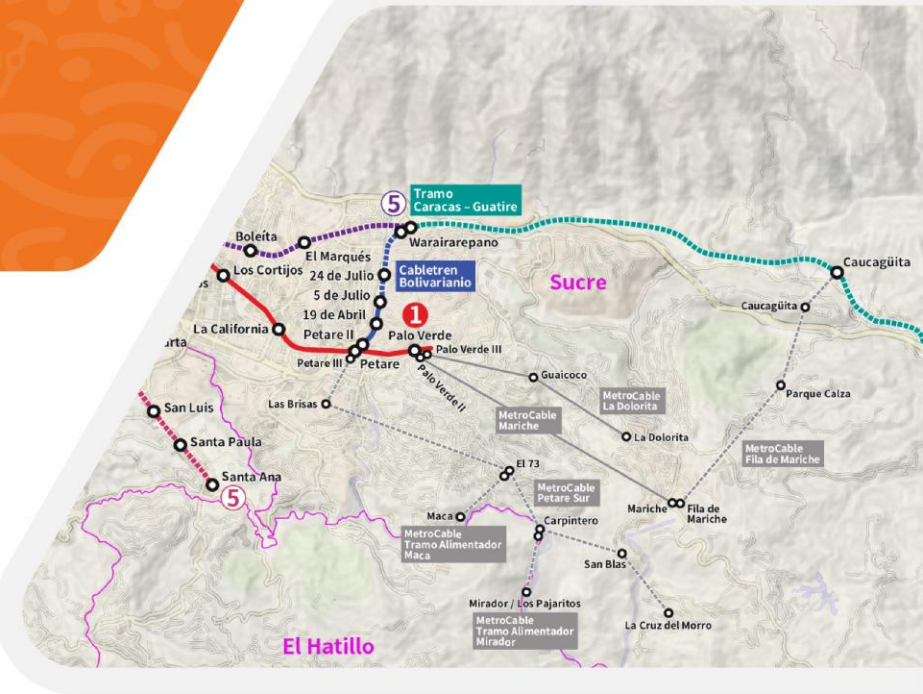 5
Tramo
Caracas – Guatire
Boleíta
El Marqués
Warairarepano
Los Cortijos
24 de Julio
Cabletren
Bolivarianio
Sucre
Caucagüita
5 de Julio
19 de Abril
1
Caucagüita
La California
Petare II
Palo Verde
Palo Verde III
Petare III
Petare
Palo Verde II
Guaicoco
Parque Caiza
MetroCable
La Dolorita
Las Brisas
San Luis
MetroCable
Mariche
La Dolorita
Santa Paula
MetroCable
Fila de Mariche
Santa Ana
5
El 73
MetroCable
Petare Sur
Mariche
Fila de
Mariche
Maca
Carpintero
MetroCable
Tramo Alimentador
Maca
San Blas
Mirador / Los Pajaritos
La Cruz del Morro
MetroCable
Tramo Alimentador
Mirador
El Hatillo